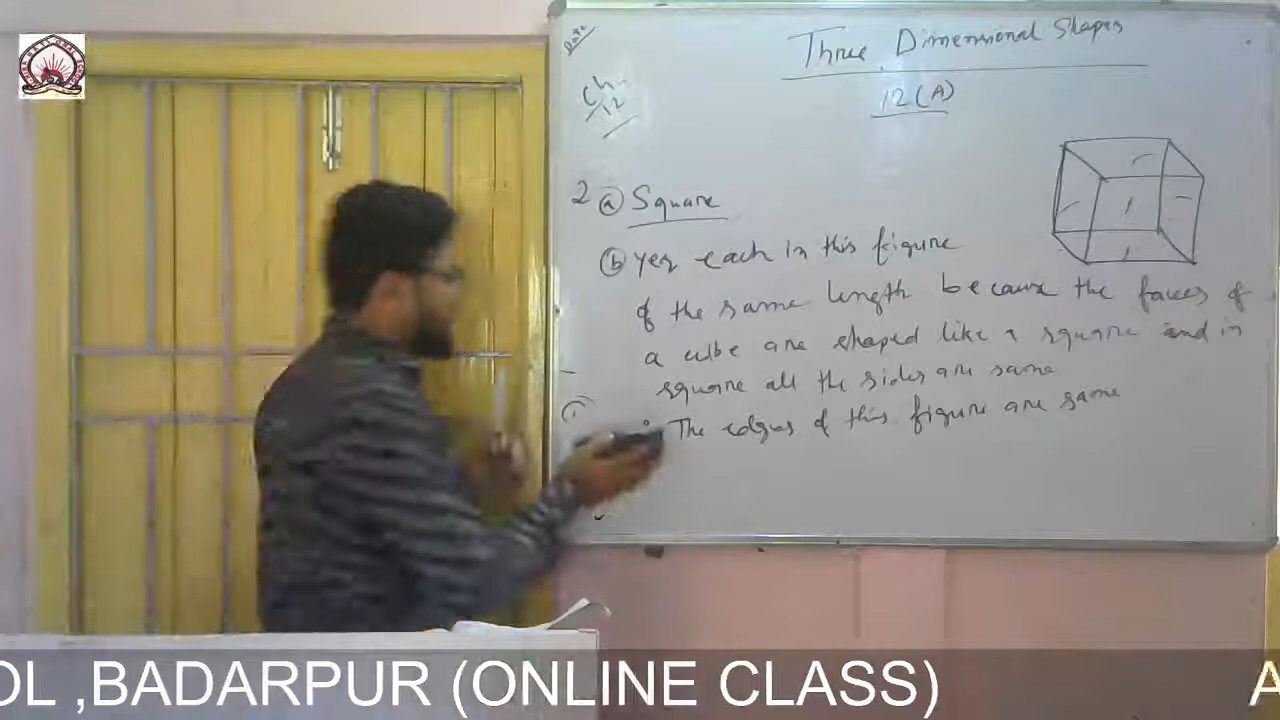 Three Dimensional Shapes
12(A)
Ch-
12
2 (a) Square
(b) Yes each in this figure
of the same length because the faces of
a cube are shaped like a square and in
square all the sides are same
The edges of this figure are same
OL ,BADARPUR (ONLINE CLASS) A